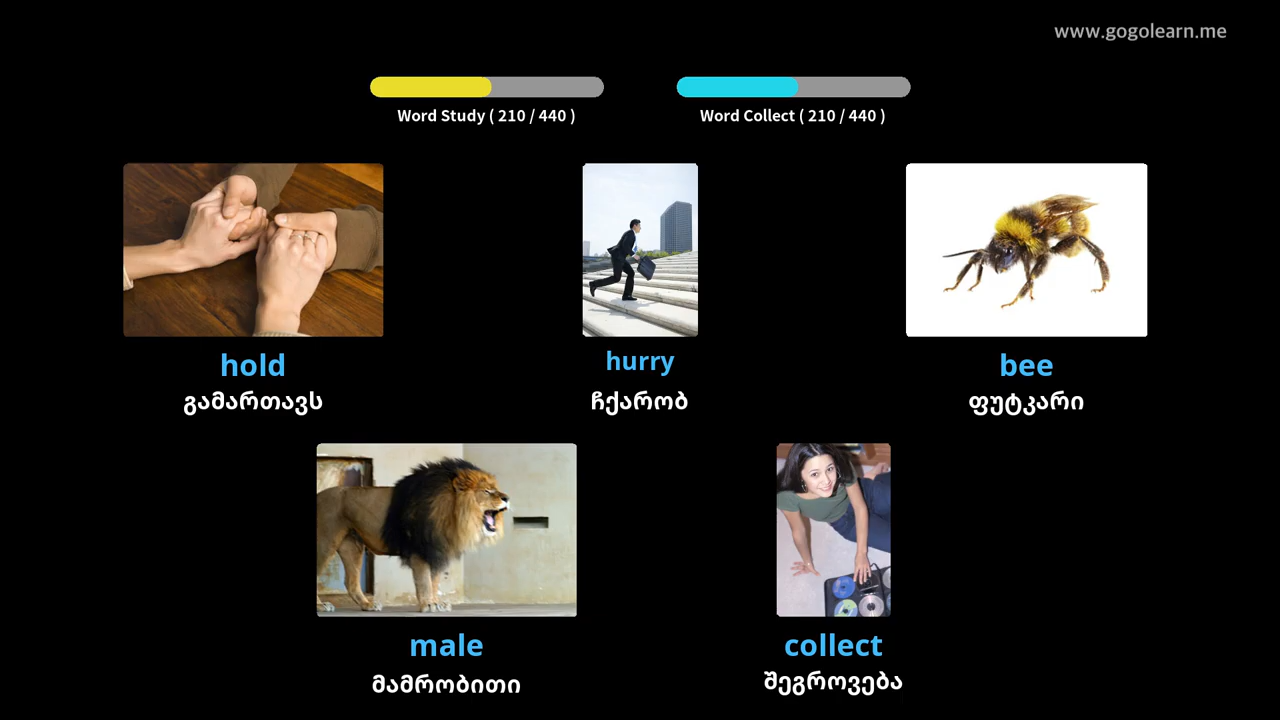 www.gogolearn.me
Word Study ( 210 / 440 )
Word Collect ( 210 / 440 )
hold
გამართავს
hurry
ჩქარობ
bee
ფუტკარი
male
მამრობითი
collect
შეგროვება